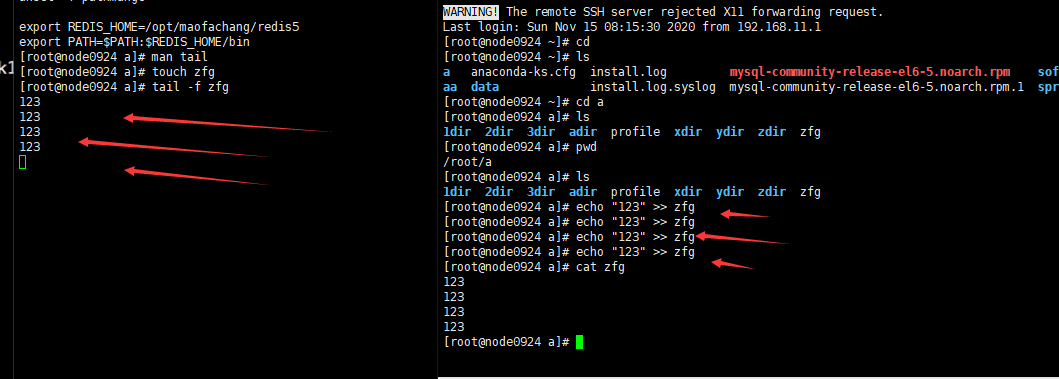 export REDIS_HOME=/opt/maofachang/redis5
export PATH=$PATH:$REDIS_HOME/bin
[root@node0924 a]# man tail
[root@node0924 a]# touch zfg
[root@node0924 a]# tail -f zfg
123
123
123
123
WARNING! The remote SSH server rejected X11 forwarding request.
Last login: Sun Nov 15 08:15:30 2020 from 192.168.11.1
[root@node0924 ~]# cd
[root@node0924 ~]# ls
a anaconda-ks.cfg install.log mysql-community-release-el6-5.noarch.rpm sof
aa data install.log.syslog mysql-community-release-el6-5.noarch.rpm.1 spr
[root@node0924 ~]# cd a
[root@node0924 a]# ls
1dir 2dir 3dir adir profile xdir ydir zdir zfg
[root@node0924 a]# pwd
/root/a
[root@node0924 a]# ls
1dir 2dir 3dir adir profile xdir ydir zdir zfg
[root@node0924 a]# echo "123" >> zfg
[root@node0924 a]# echo "123" >> zfg
[root@node0924 a]# echo "123" >> zfg
[root@node0924 a]# echo "123" >> zfg
[root@node0924 a]# cat zfg
123
123
123
123
[root@node0924 a]#